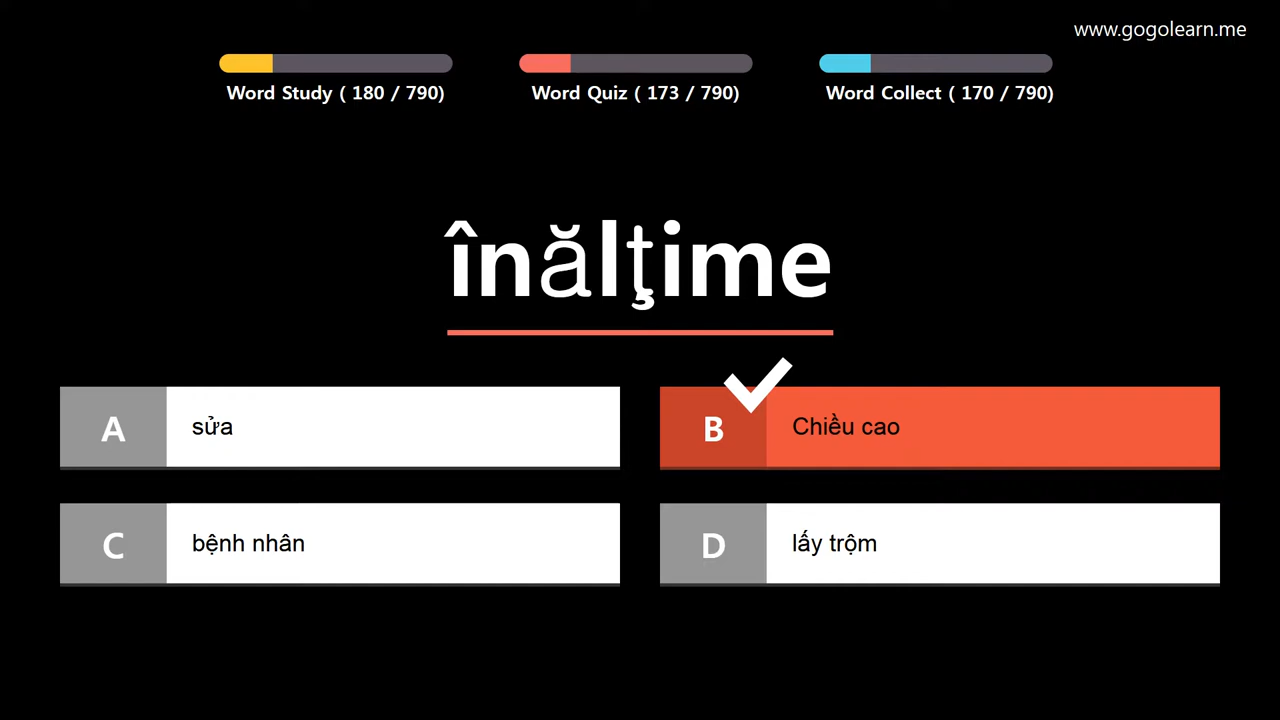 www.gogolearn.me
Word Study ( 180 / 790)
Word Quiz ( 173 / 790)
Word Collect ( 170 / 790)
înălţime
A
sửa
B
Chiều cao
C
bệnh nhân
D
lấy trộm